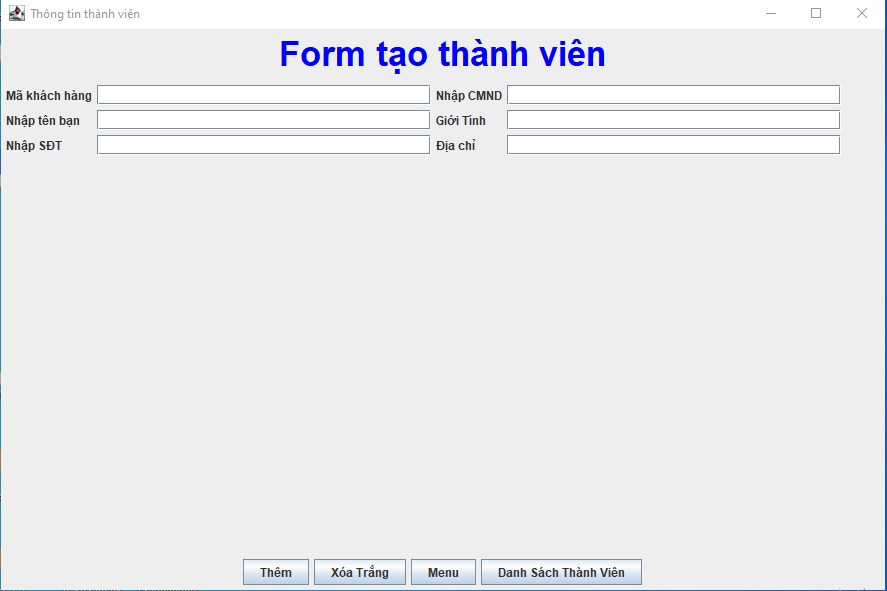 Thông tin thành viên
Form tạo thành viên
Mã khách hàng Nhập CMND
Nhập tên bạn Giới Tính
Nhập SĐT Địa chỉ
Thêm Xóa Trắng Menu Danh Sách Thành Viên